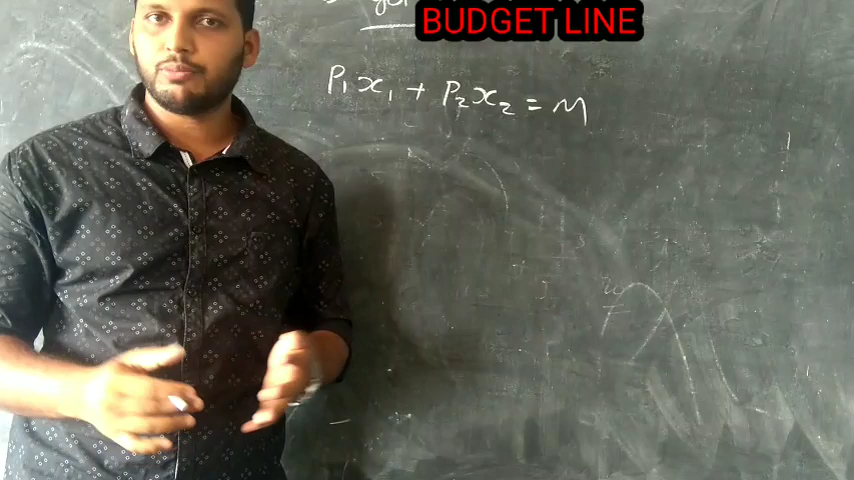 BUDGET LINE
P₁x₁ + P₂x₂ = M